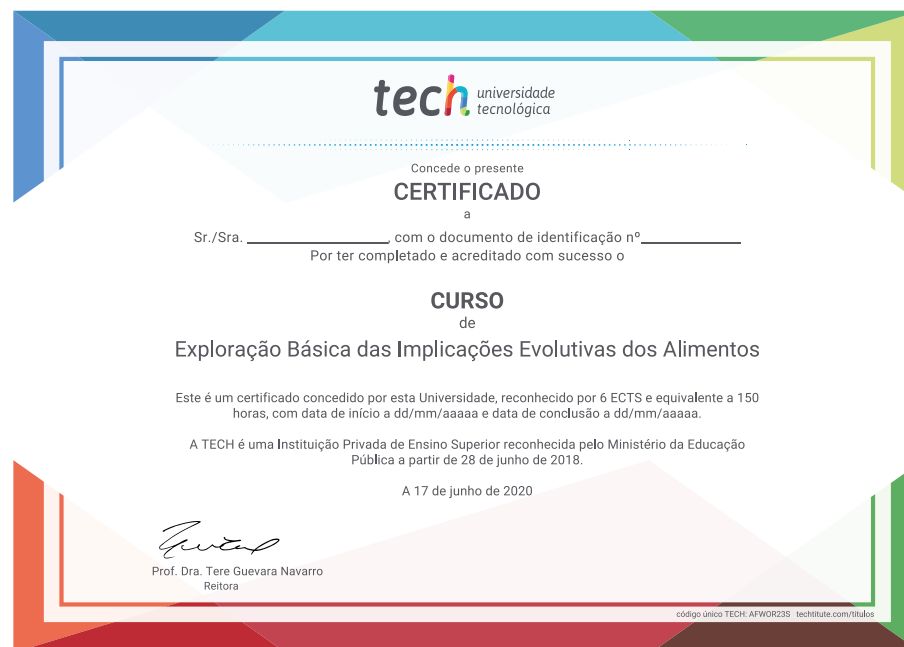 tech universidade
tecnológica
Concede o presente
CERTIFICADO
a
Sr./Sra. ________________, com o documento de identificação nº___________
Por ter completado e acreditado com sucesso o
CURSO
de
Exploração Básica das Implicações Evolutivas dos Alimentos
Este é um certificado concedido por esta Universidade, reconhecido por 6 ECTS e equivalente a 150
horas, com data de início a dd/mm/aaaaa e data de conclusão a dd/mm/aaaaa.
A TECH é uma Instituição Privada de Ensino Superior reconhecida pelo Ministério da Educação
Pública a partir de 28 de junho de 2018.
A 17 de junho de 2020
Prof. Dra. Tere Guevara Navarro
Reitora
código único TECH: AFWOR23S techtitute.com/títulos